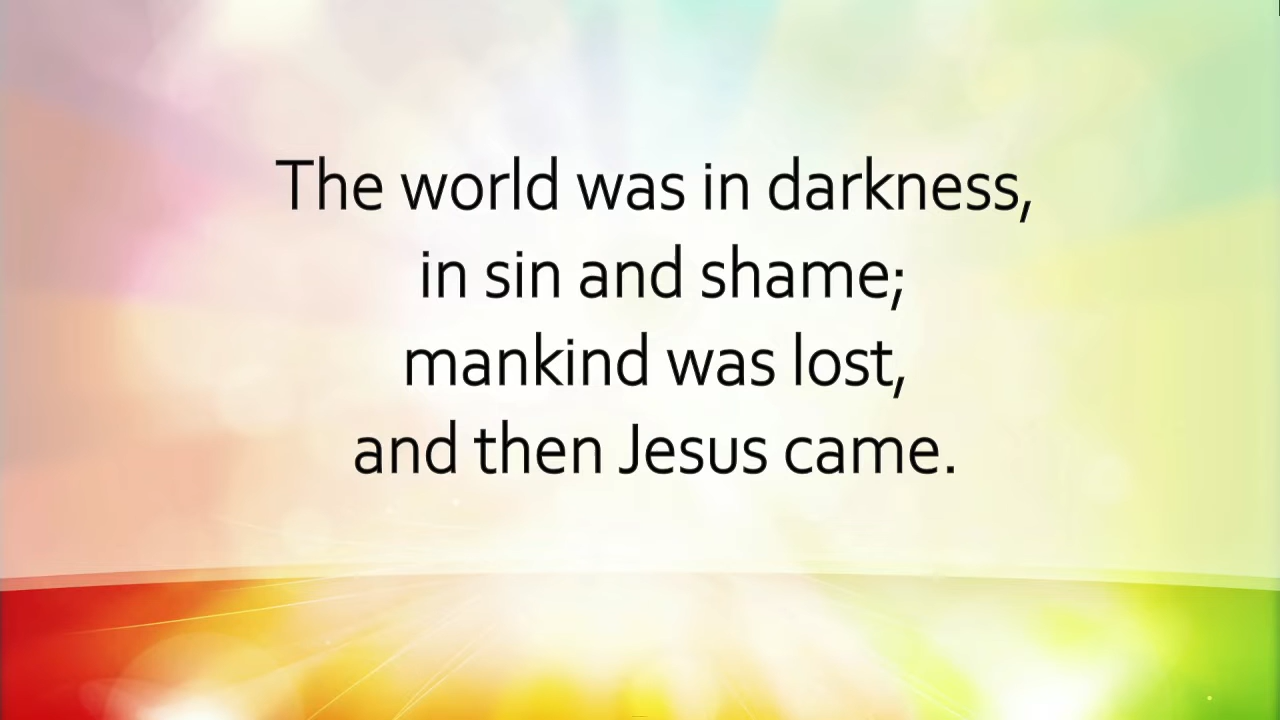 The world was in darkness,
in sin and shame;
mankind was lost,
and then Jesus came.